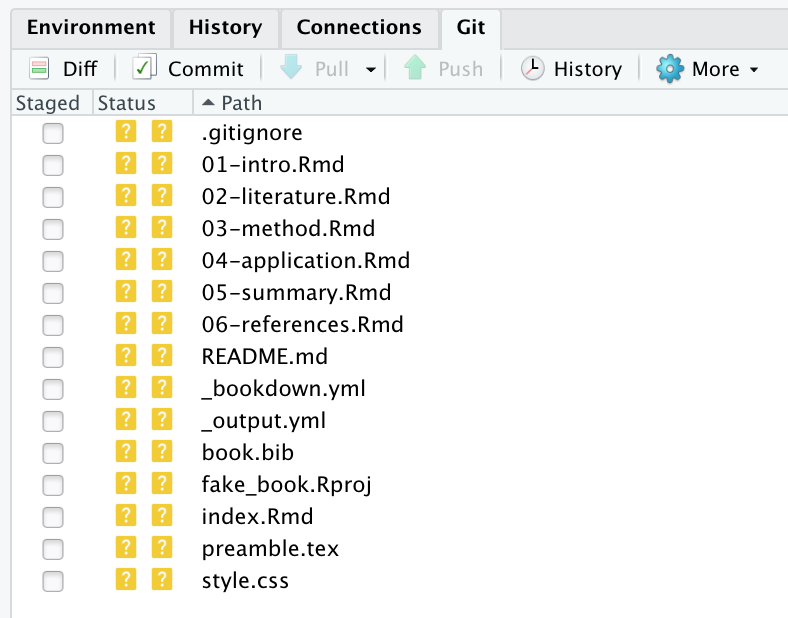 Environment History Connections Git
Diff Commit Pull Push History More
Staged Status Path
? ? .gitignore
? ? 01-intro.Rmd
? ? 02-literature.Rmd
? ? 03-method.Rmd
? ? 04-application.Rmd
? ? 05-summary.Rmd
? ? 06-references.Rmd
? ? README.md
? ? _bookdown.yml
? ? _output.yml
? ? book.bib
? ? fake_book.Rproj
? ? index.Rmd
? ? preamble.tex
? ? style.css